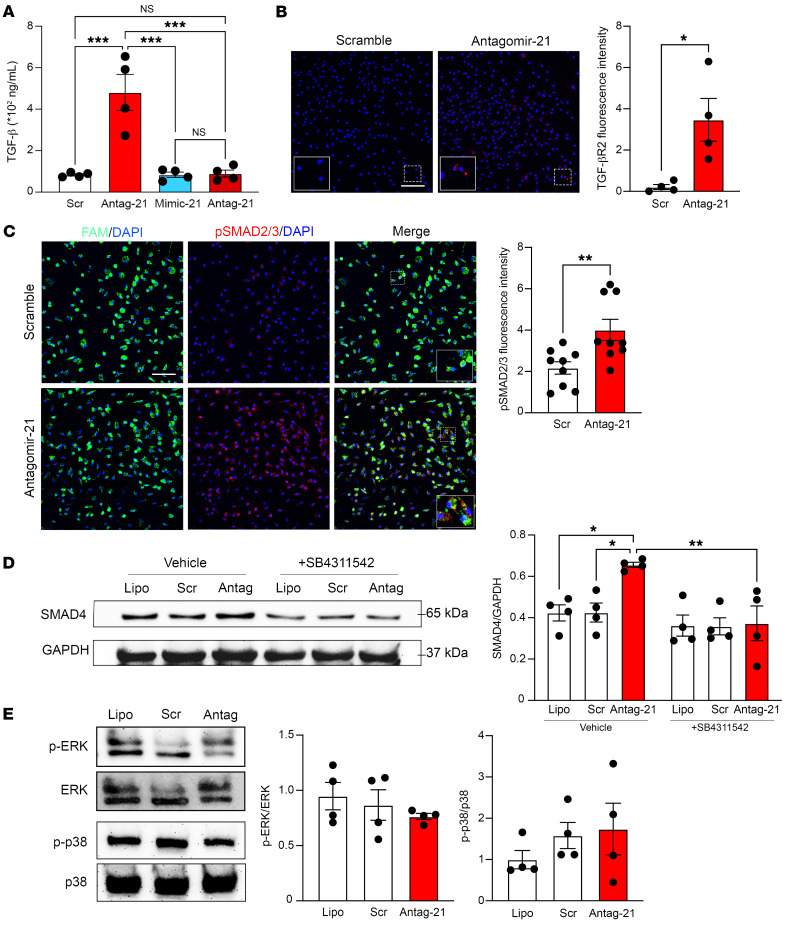 A
NS
***
***
***
NS
TGF-β (*10² ng/mL)
8
6
4
2
0
Scr
Antag-21
Mimic-21
Antag-21
B
Scramble
Antagomir-21
TGF-βR2 fluorescence intensity
8
6
4
2
0
*
Scr
Antag-21
C
FAM/DAPI
pSMAD2/3/DAPI
Merge
Scramble
Antagomir-21
pSMAD2/3 fluorescence intensity
8
6
4
2
0
**
Scr
Antag-21
D
Vehicle
+SB4311542
Lipo
Scr
Antag
Lipo
Scr
Antag
SMAD4
65 kDa
GAPDH
37 kDa
SMAD4/GAPDH
0.8
0.6
0.4
0.2
0
*
*
**
Lipo
Scr
Antag-21
Lipo
Scr
Antag-21
Vehicle
+SB4311542
E
Lipo
Scr
Antag
p-ERK
ERK
p-p38
p38
p-ERK/ERK
1.5
1.0
0.5
0
Lipo
Scr
Antag-21
p-p38/p38
4
3
2
1
0
Lipo
Scr
Antag-21